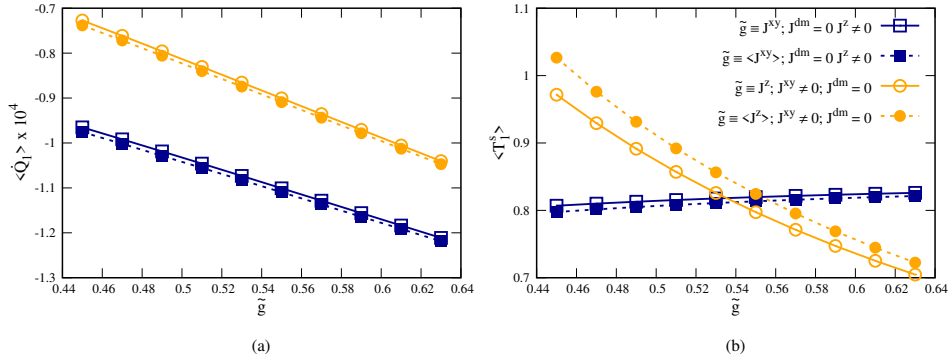 (a)
-0.7
-0.8
-0.9
-1
-1.1
-1.2
-1.3
0.44 0.46 0.48 0.5 0.52 0.54 0.56 0.58 0.6 0.62 0.64
<Q̇₁> x 10⁴
g̃
(a)
(b)
1.1
1
0.9
0.8
0.7
0.44 0.46 0.48 0.5 0.52 0.54 0.56 0.58 0.6 0.62 0.64
<T₁ˢ>
g̃
g̃ ≡ Jˣʸ; Jᵈᵐ = 0 Jᶻ ≠ 0
g̃ ≡ <Jˣʸ>; Jᵈᵐ = 0 Jᶻ ≠ 0
g̃ ≡ Jᶻ; Jˣʸ ≠ 0; Jᵈᵐ = 0
g̃ ≡ <Jᶻ>; Jˣʸ ≠ 0; Jᵈᵐ = 0
(b)